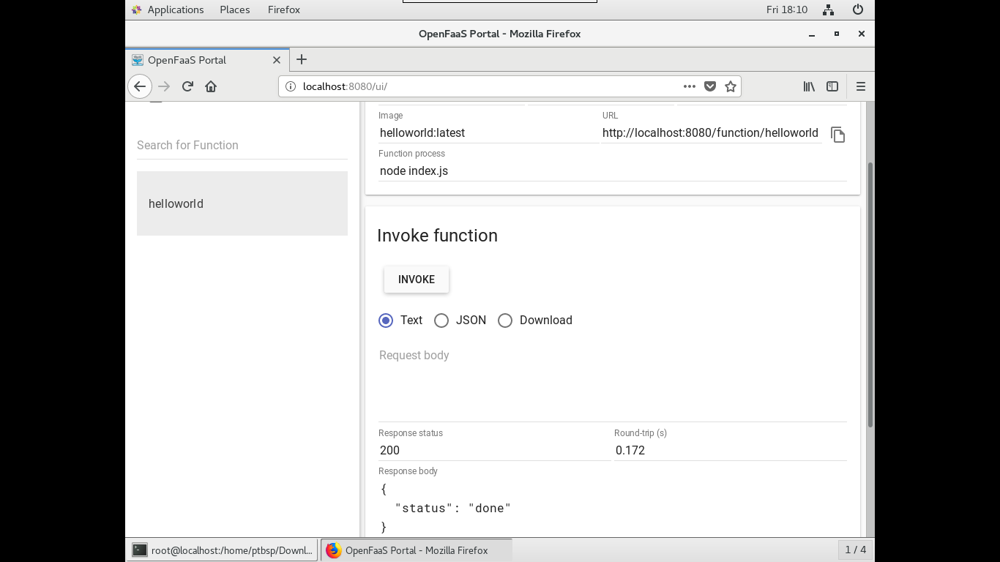 Applications Places Firefox Fri 18:10
OpenFaaS Portal - Mozilla Firefox
OpenFaaS Portal
localhost:8080/ui/
Search for Function
helloworld
Image URL
helloworld:latest http://localhost:8080/function/helloworld
Function process
node index.js
Invoke function
INVOKE
Text JSON Download
Request body
Response status Round-trip (s)
200 0.172
Response body
{
"status": "done"
}
root@localhost:/home/ptbsp/Downl... OpenFaaS Portal - Mozilla Firefox 1 / 4